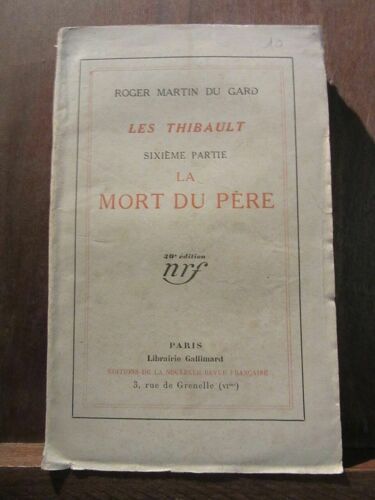 ROGER MARTIN DU GARD
LES THIBAULT
SIXIÈME PARTIE
LA
MORT DU PÈRE
nrf
PARIS
Librairie Gallimard
ÉDITIONS DE LA NOUVELLE REVUE FRANÇAISE
3, rue de Grenelle (VIme)